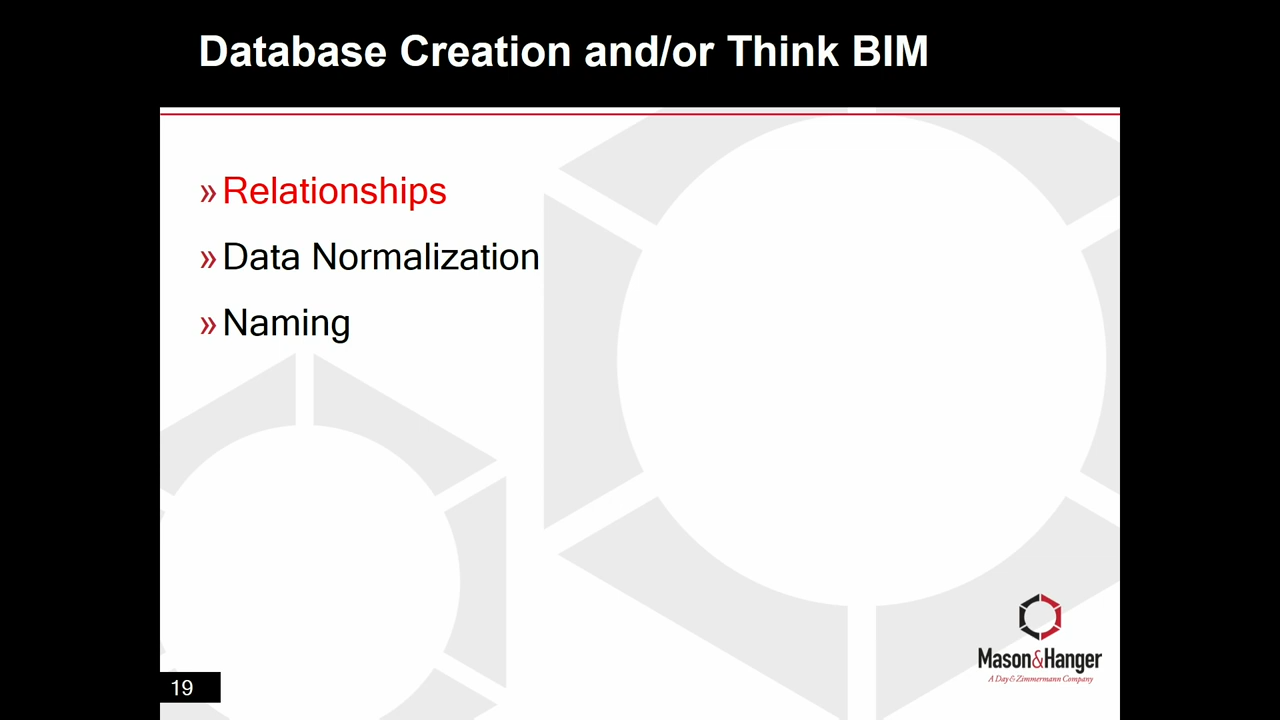 Database Creation and/or Think BIM
» Relationships
» Data Normalization
» Naming
Mason&Hanger
A Day & Zimmermann Company
19